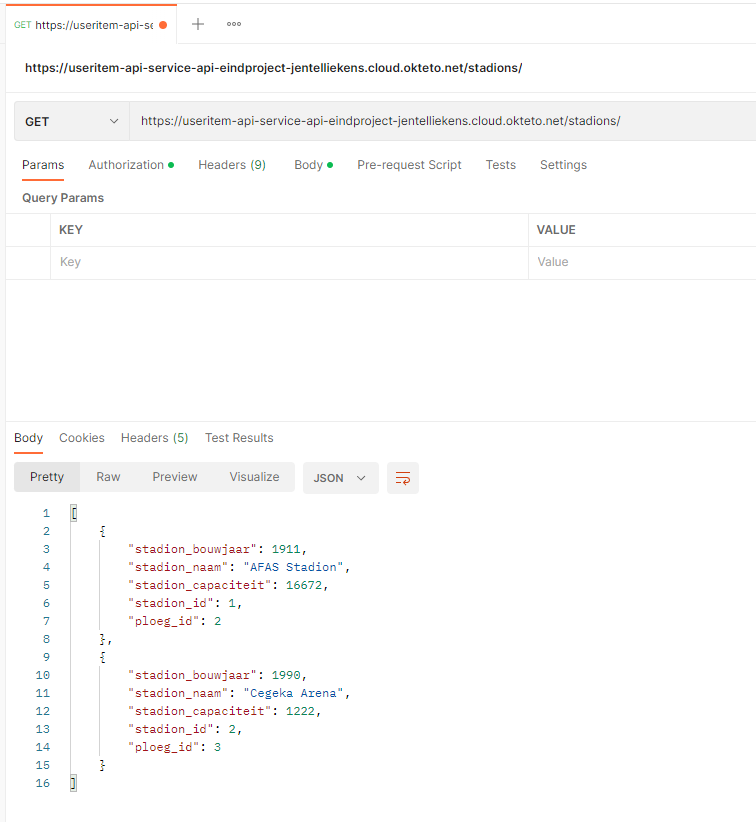 GET https://useritem-api-se
https://useritem-api-service-api-eindproject-jentelliekens.cloud.okteto.net/stadions/
GET https://useritem-api-service-api-eindproject-jentelliekens.cloud.okteto.net/stadions/
Params Authorization Headers (9) Body Pre-request Script Tests Settings
Query Params
KEY VALUE
Key Value
Body Cookies Headers (5) Test Results
Pretty Raw Preview Visualize JSON
1 [
2 {
3 "stadion_bouwjaar": 1911,
4 "stadion_naam": "AFAS Stadion",
5 "stadion_capaciteit": 16672,
6 "stadion_id": 1,
7 "ploeg_id": 2
8 },
9 {
10 "stadion_bouwjaar": 1990,
11 "stadion_naam": "Cegeka Arena",
12 "stadion_capaciteit": 1222,
13 "stadion_id": 2,
14 "ploeg_id": 3
15 }
16 ]